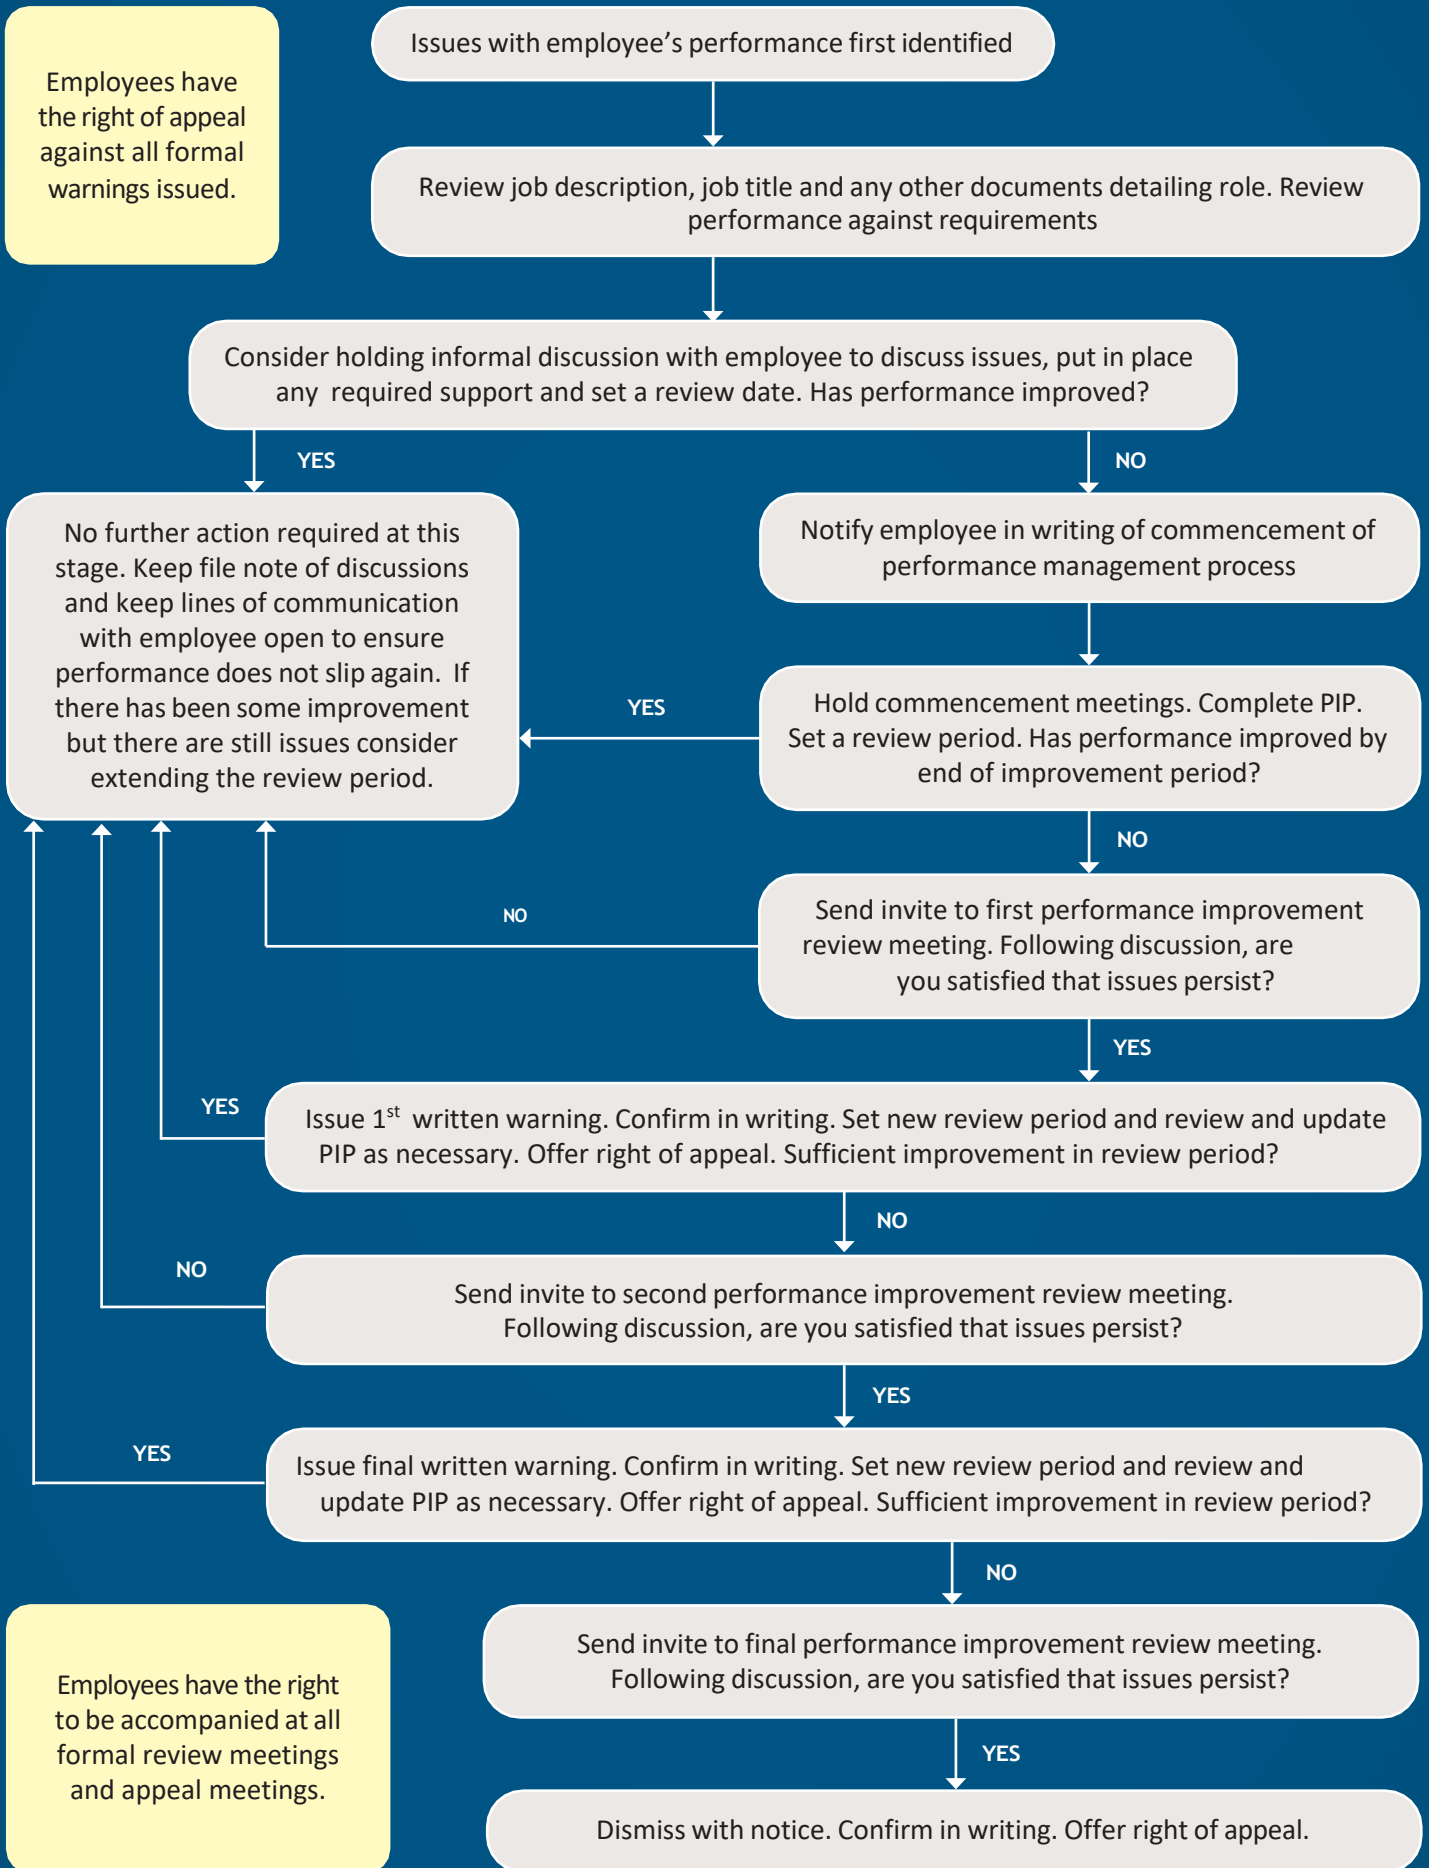 Employees have
the right of appeal
against all formal
warnings issued.
Issues with employee's performance first identified
Review job description, job title and any other documents detailing role. Review
performance against requirements
Consider holding informal discussion with employee to discuss issues, put in place
any required support and set a review date. Has performance improved?
YES
NO
No further action required at this
stage. Keep file note of discussions
and keep lines of communication
with employee open to ensure
performance does not slip again. If
there has been some improvement
but there are still issues consider
extending the review period.
Notify employee in writing of commencement of
performance management process
YES
Hold commencement meetings. Complete PIP.
Set a review period. Has performance improved by
end of improvement period?
NO
NO
Send invite to first performance improvement
review meeting. Following discussion, are
you satisfied that issues persist?
YES
YES
Issue 1st written warning. Confirm in writing. Set new review period and review and update
PIP as necessary. Offer right of appeal. Sufficient improvement in review period?
NO
NO
Send invite to second performance improvement review meeting.
Following discussion, are you satisfied that issues persist?
YES
YES
Issue final written warning. Confirm in writing. Set new review period and review and
update PIP as necessary. Offer right of appeal. Sufficient improvement in review period?
NO
Send invite to final performance improvement review meeting.
Following discussion, are you satisfied that issues persist?
Employees have the right
to be accompanied at all
formal review meetings
and appeal meetings.
YES
Dismiss with notice. Confirm in writing. Offer right of appeal.